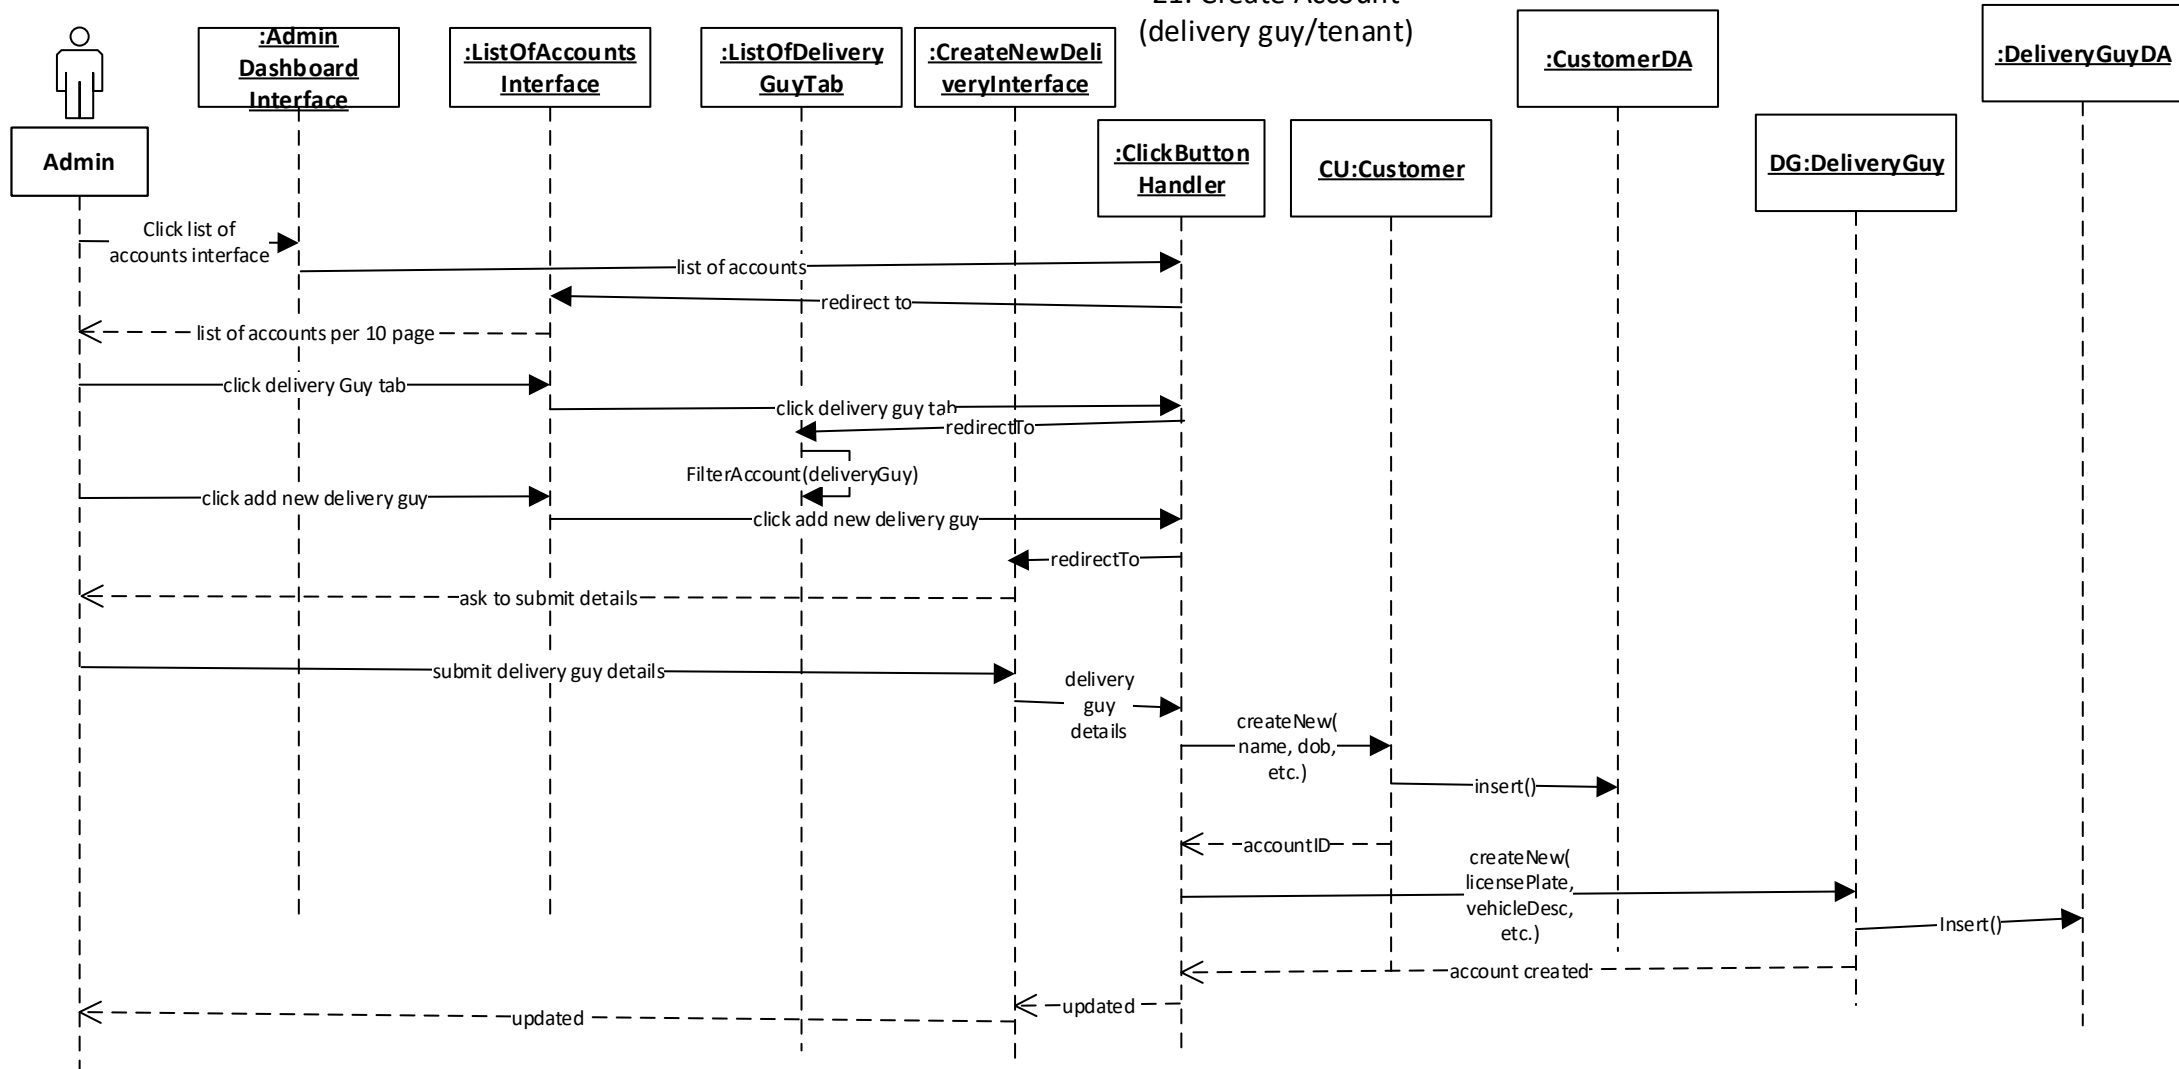 21. Create Account
(delivery guy/tenant)
:Admin
Dashboard
Interface
:ListOfAccounts
Interface
:ListOfDelivery
GuyTab
:CreateNewDeli
veryInterface
:CustomerDA
:DeliveryGuyDA
Admin
:ClickButton
Handler
CU:Customer
DG:DeliveryGuy
Click list of
accounts interface
list of accounts
redirect to
list of accounts per 10 page
click delivery Guy tab
click delivery guy tab
redirectTo
FilterAccount(deliveryGuy)
click add new delivery guy
click add new delivery guy
redirectTo
ask to submit details
submit delivery guy details
delivery
guy
details
createNew(
name, dob,
etc.)
insert()
accountID
createNew(
licensePlate,
vehicleDesc,
etc.)
Insert()
account created
updated
updated